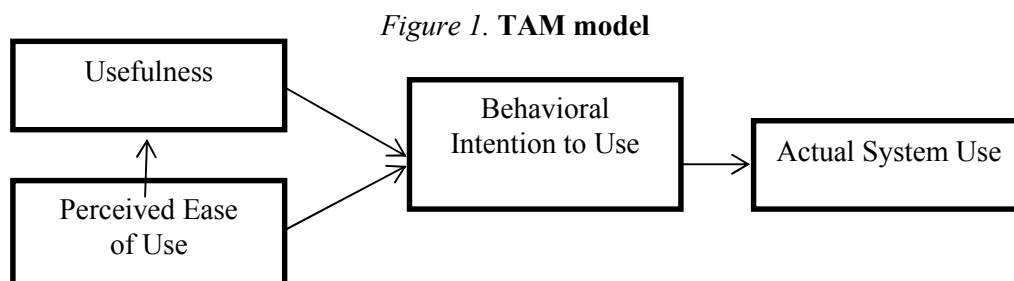 Figure 1. TAM model
Usefulness
Perceived Ease
of Use
Behavioral
Intention to Use
Actual System Use